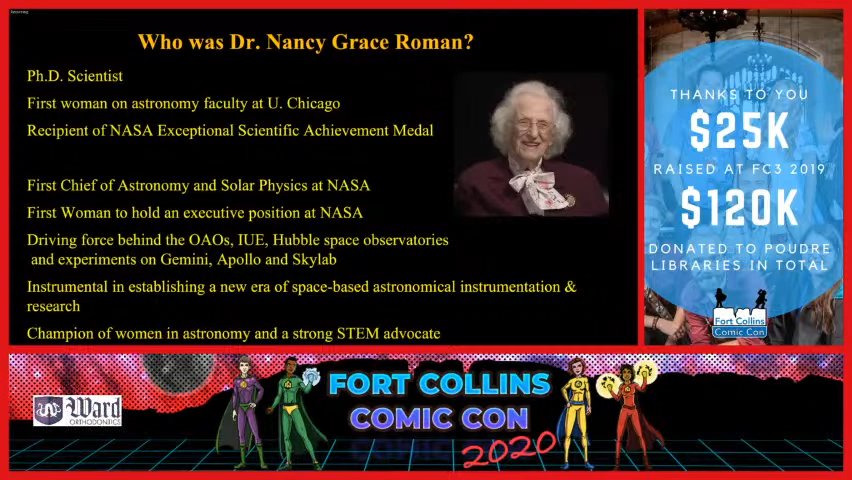 Who was Dr. Nancy Grace Roman?
Ph.D. Scientist
First woman on astronomy faculty at U. Chicago
Recipient of NASA Exceptional Scientific Achievement Medal
First Chief of Astronomy and Solar Physics at NASA
First Woman to hold an executive position at NASA
Driving force behind the OAOs, IUE, Hubble space observatories
and experiments on Gemini, Apollo and Skylab
Instrumental in establishing a new era of space-based astronomical instrumentation &
research
Champion of women in astronomy and a strong STEM advocate
THANKS TO YOU
$25K
RAISED AT FC3 2019
$120K
DONATED TO POUDRE
LIBRARIES IN TOTAL
Fort Collins
Comic Con
Ward
ORTHODONTICS
FORT COLLINS
COMIC CON
2020